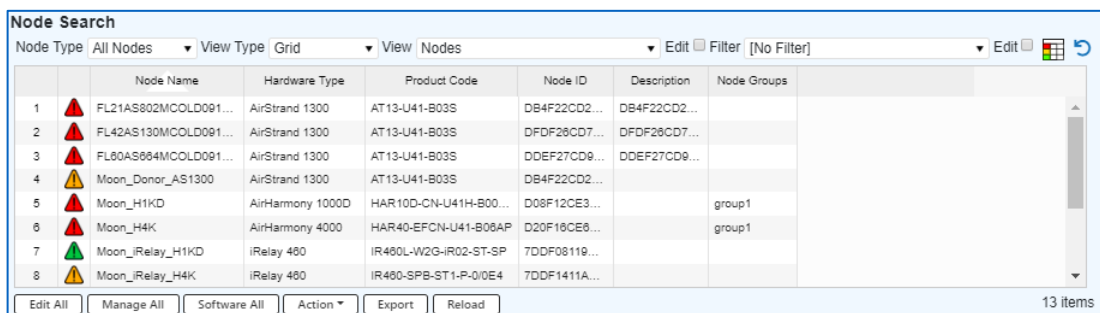 Node Search
Node Type All Nodes View Type Grid View Nodes Edit Filter [No Filter] Edit
Node Name Hardware Type Product Code Node ID Description Node Groups
1 FL21AS802MCOLD091... AirStrand 1300 AT13-U41-B03S DB4F22CD2... DB4F22CD2...
2 FL42AS130MCOLD091... AirStrand 1300 AT13-U41-B03S DFDF26CD7... DFDF26CD7...
3 FL60AS664MCOLD091... AirStrand 1300 AT13-U41-B03S DDEF27CD9... DDEF27CD9...
4 Moon_Donor_AS1300 AirStrand 1300 AT13-U41-B03S DB4F22CD2...
5 Moon_H1KD AirHarmony 1000D HAR10D-CN-U41H-B00... D08F12CE3... group1
6 Moon_H4K AirHarmony 4000 HAR40-EFCN-U41-B06AP D20F16CE6... group1
7 Moon_iRelay_H1KD iRelay 460 IR460L-W2G-iR02-ST-SP 7DDF08119...
8 Moon_iRelay_H4K iRelay 460 IR460-SPB-ST1-P-0/0E4 7DDF1411A...
Edit All Manage All Software All Action Export Reload 13 items